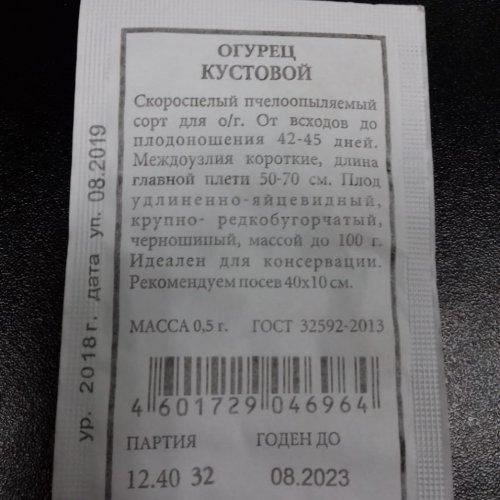 ОГУРЕЦ
КУСТОВОЙ
Скороспелый пчелоопыляемый
сорт для о/г. От всходов до
плодоношения 42-45 дней.
Междоузлия короткие, длина
главной плети 50-70 см. Плод
удлиненно-яйцевидный,
крупно- редкобугорчатый,
черношипый, массой до 100 г.
Идеален для консервации.
Рекомендуем посев 40х10 см.
МАССА 0,5 г. ГОСТ 32592-2013
4 601729 046964
ПАРТИЯ ГОДЕН ДО
12.40 32 08.2023
ур. 2018 г. дата уп. 08.2019